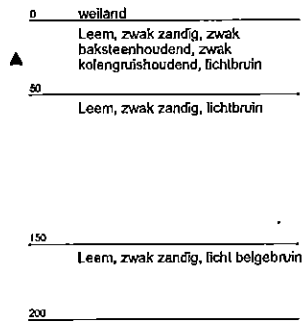 0 weiland
Leem, zwak zandig, zwak
baksteenhoudend, zwak
kolengruishoudend, lichtbruin
50
Leem, zwak zandig, lichtbruin
150
Leem, zwak zandig, licht beigebruin
200